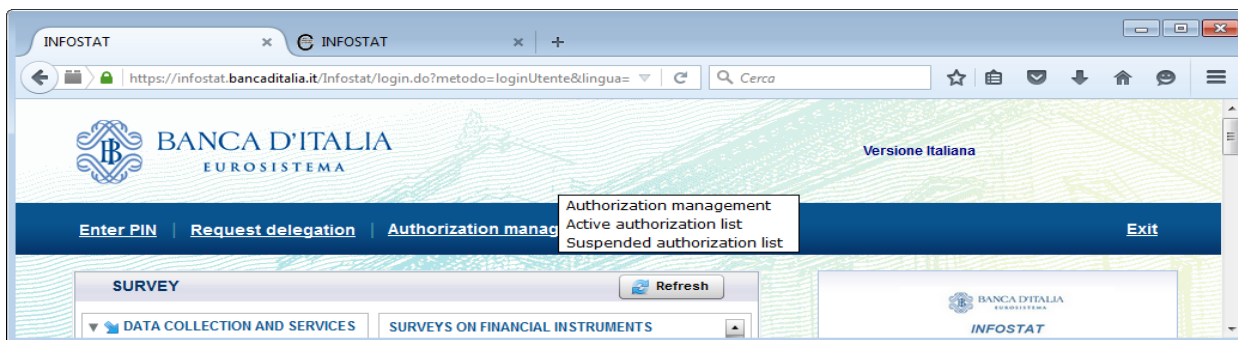 INFOSTAT
INFOSTAT
https://infostat.bancaditalia.it/Infostat/login.do?metodo=loginUtente&lingua=
Cerca
BANCA D'ITALIA
EUROSISTEMA
Versione Italiana
Enter PIN | Request delegation | Authorization manag
Authorization management
Active authorization list
Suspended authorization list
Exit
SURVEY
Refresh
DATA COLLECTION AND SERVICES
SURVEYS ON FINANCIAL INSTRUMENTS
BANCA D'ITALIA
EUROSISTEMA
INFOSTAT